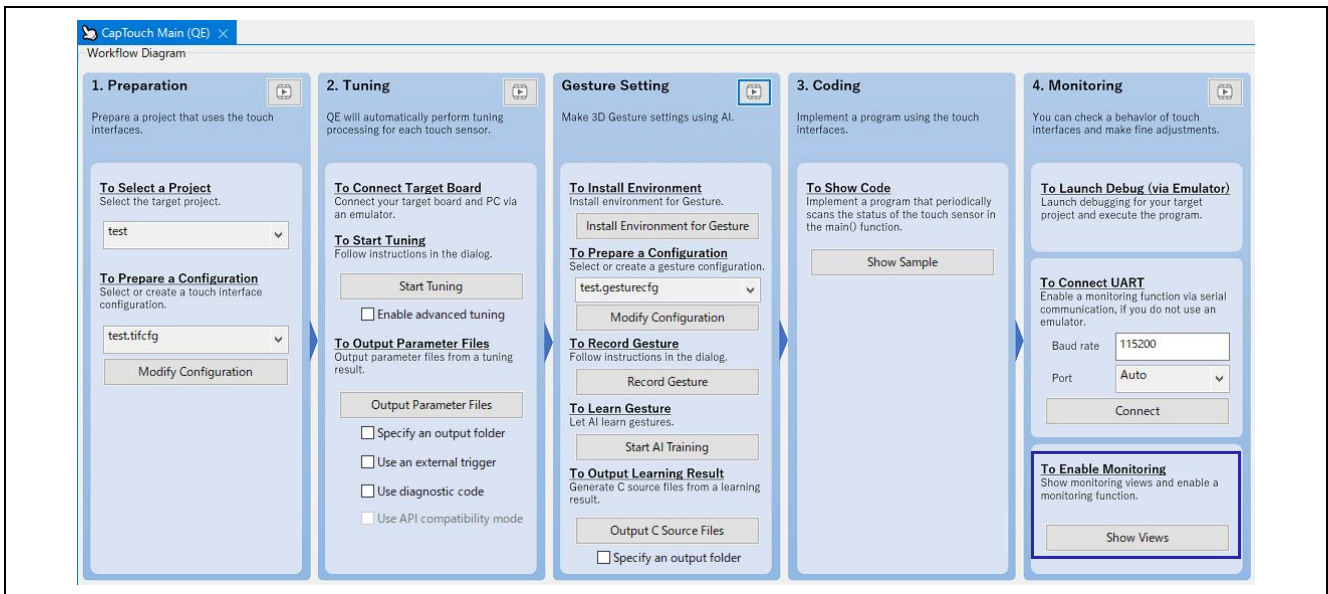 CapTouch Main (QE)
Workflow Diagram
1. Preparation
Prepare a project that uses the touch
interfaces.
To Select a Project
Select the target project.
test
To Prepare a Configuration
Select or create a touch interface
configuration.
test.tifcfg
Modify Configuration
2. Tuning
QE will automatically perform tuning
processing for each touch sensor.
To Connect Target Board
Connect your target board and PC via
an emulator.
To Start Tuning
Follow instructions in the dialog.
Start Tuning
Enable advanced tuning
To Output Parameter Files
Output parameter files from a tuning
result.
Output Parameter Files
Specify an output folder
Use an external trigger
Use diagnostic code
Use API compatibility mode
Gesture Setting
Make 3D Gesture settings using AI.
To Install Environment
Install environment for Gesture.
Install Environment for Gesture
To Prepare a Configuration
Select or create a gesture configuration.
test.gesturecfg
Modify Configuration
To Record Gesture
Follow instructions in the dialog.
Record Gesture
To Learn Gesture
Let AI learn gestures.
Start AI Training
To Output Learning Result
Generate C source files from a learning
result.
Output C Source Files
Specify an output folder
3. Coding
Implement a program using the touch
interfaces.
To Show Code
Implement a program that periodically
scans the status of the touch sensor in
the main() function.
Show Sample
4. Monitoring
You can check a behavior of touch
interfaces and make fine adjustments.
To Launch Debug (via Emulator)
Launch debugging for your target
project and execute the program.
To Connect UART
Enable a monitoring function via serial
communication, if you do not use an
emulator.
Baud rate 115200
Port Auto
Connect
To Enable Monitoring
Show monitoring views and enable a
monitoring function.
Show Views